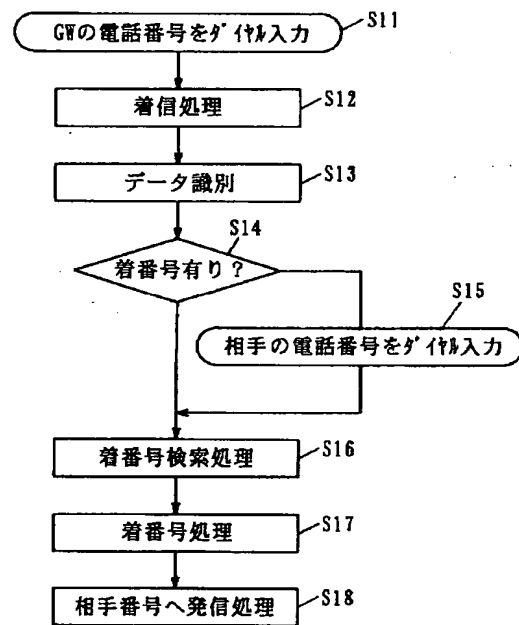 GWの電話番号をダイヤル入力
S11
着信処理
S12
データ識別
S13
S14
着番号有り?
S15
相手の電話番号をダイヤル入力
着番号検索処理
S16
着番号処理
S17
相手番号へ発信処理
S18